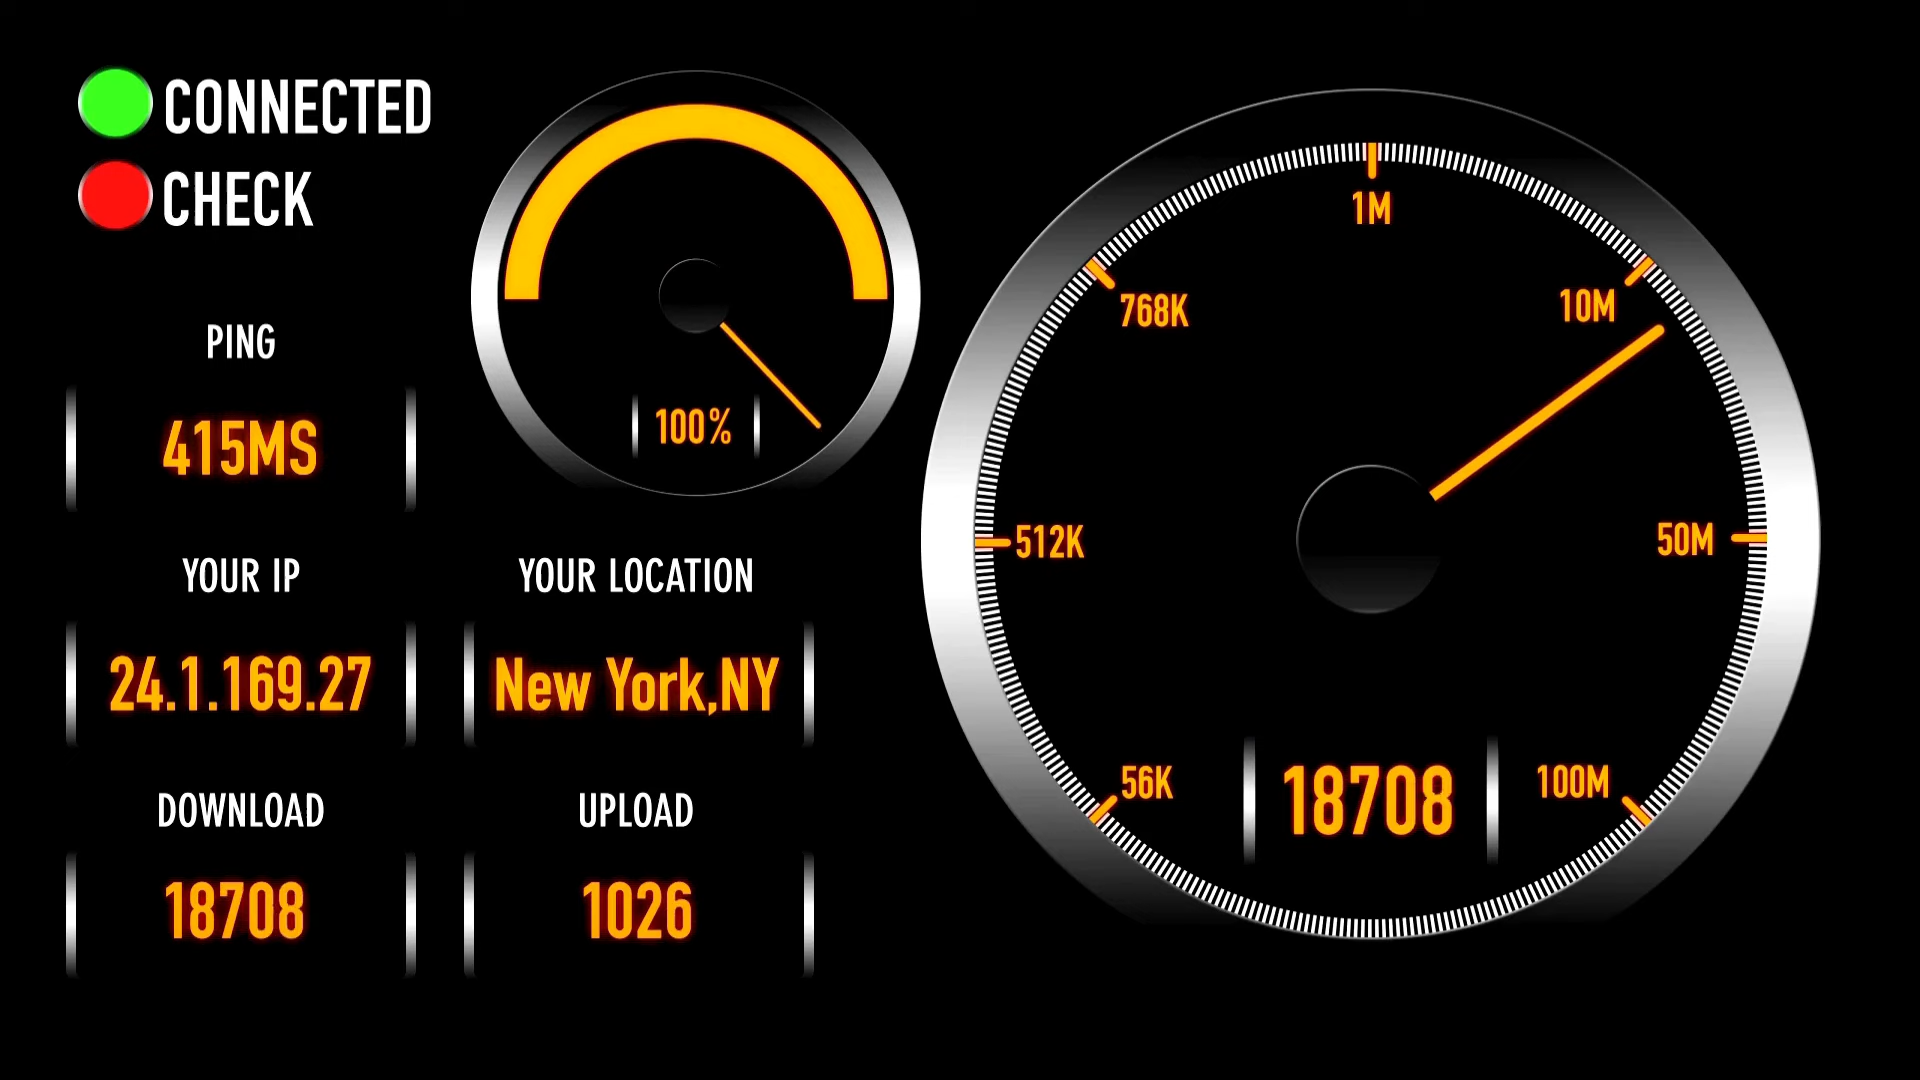 CONNECTED
CHECK
PING
415MS
YOUR IP
24.1.169.27
YOUR LOCATION
New York,NY
DOWNLOAD
18708
UPLOAD
1026
100%
56K
512K
768K
1M
10M
50M
100M
18708